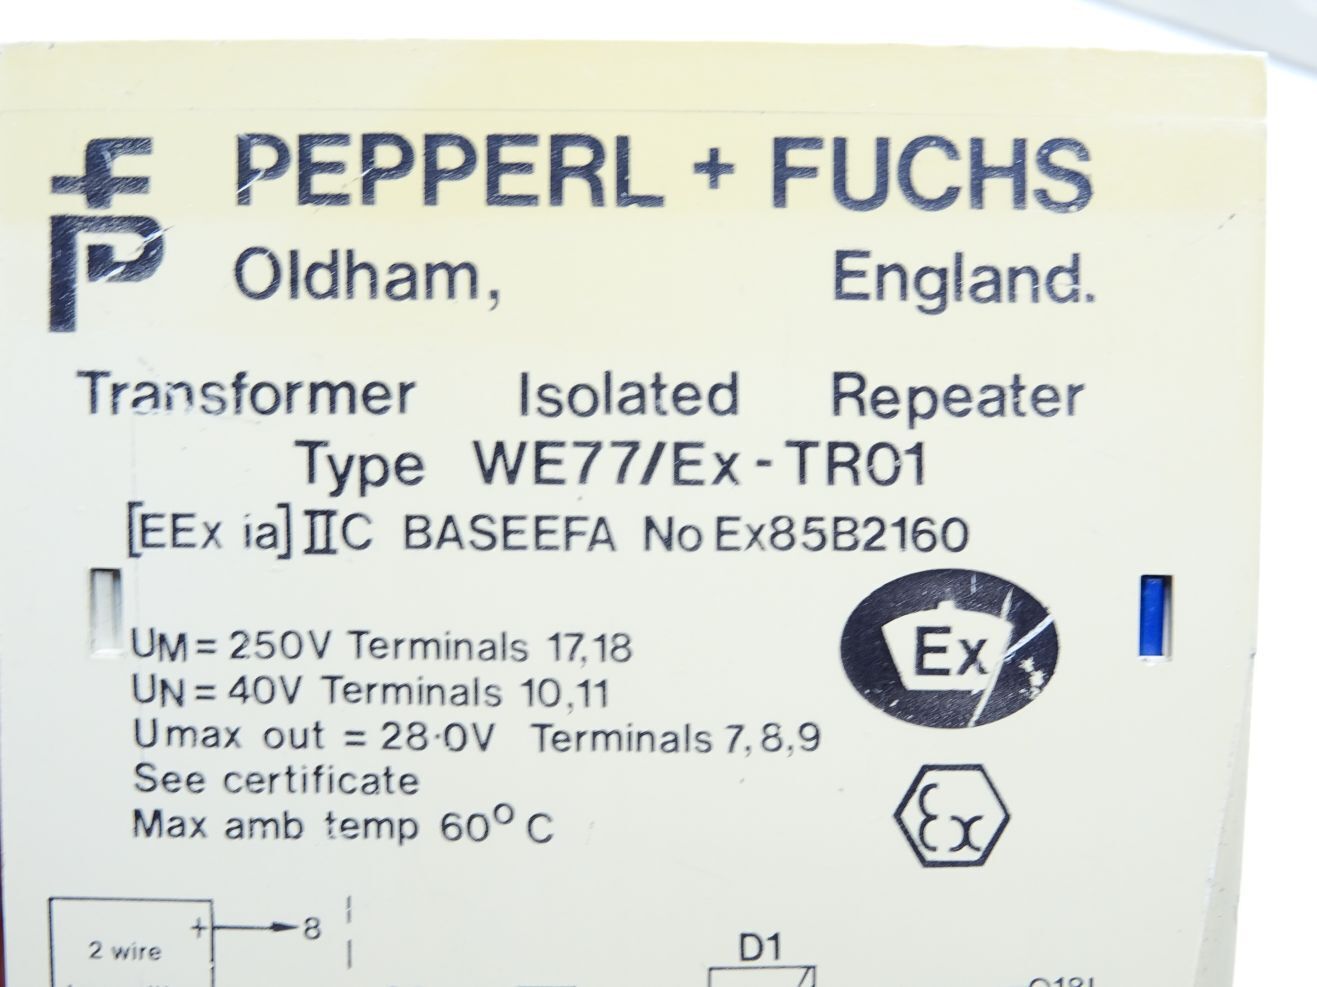 PEPPERL + FUCHS
Oldham, England.
Transformer Isolated Repeater
Type WE77/Ex-TR01
[EEx ia]IIC BASEEFA No Ex85B2160
UM= 250V Terminals 17,18
UN= 40V Terminals 10,11
Umax out = 28·0V Terminals 7,8,9
See certificate
Max amb temp 60°C
Ex
Ex
+ 8
2 wire
D1